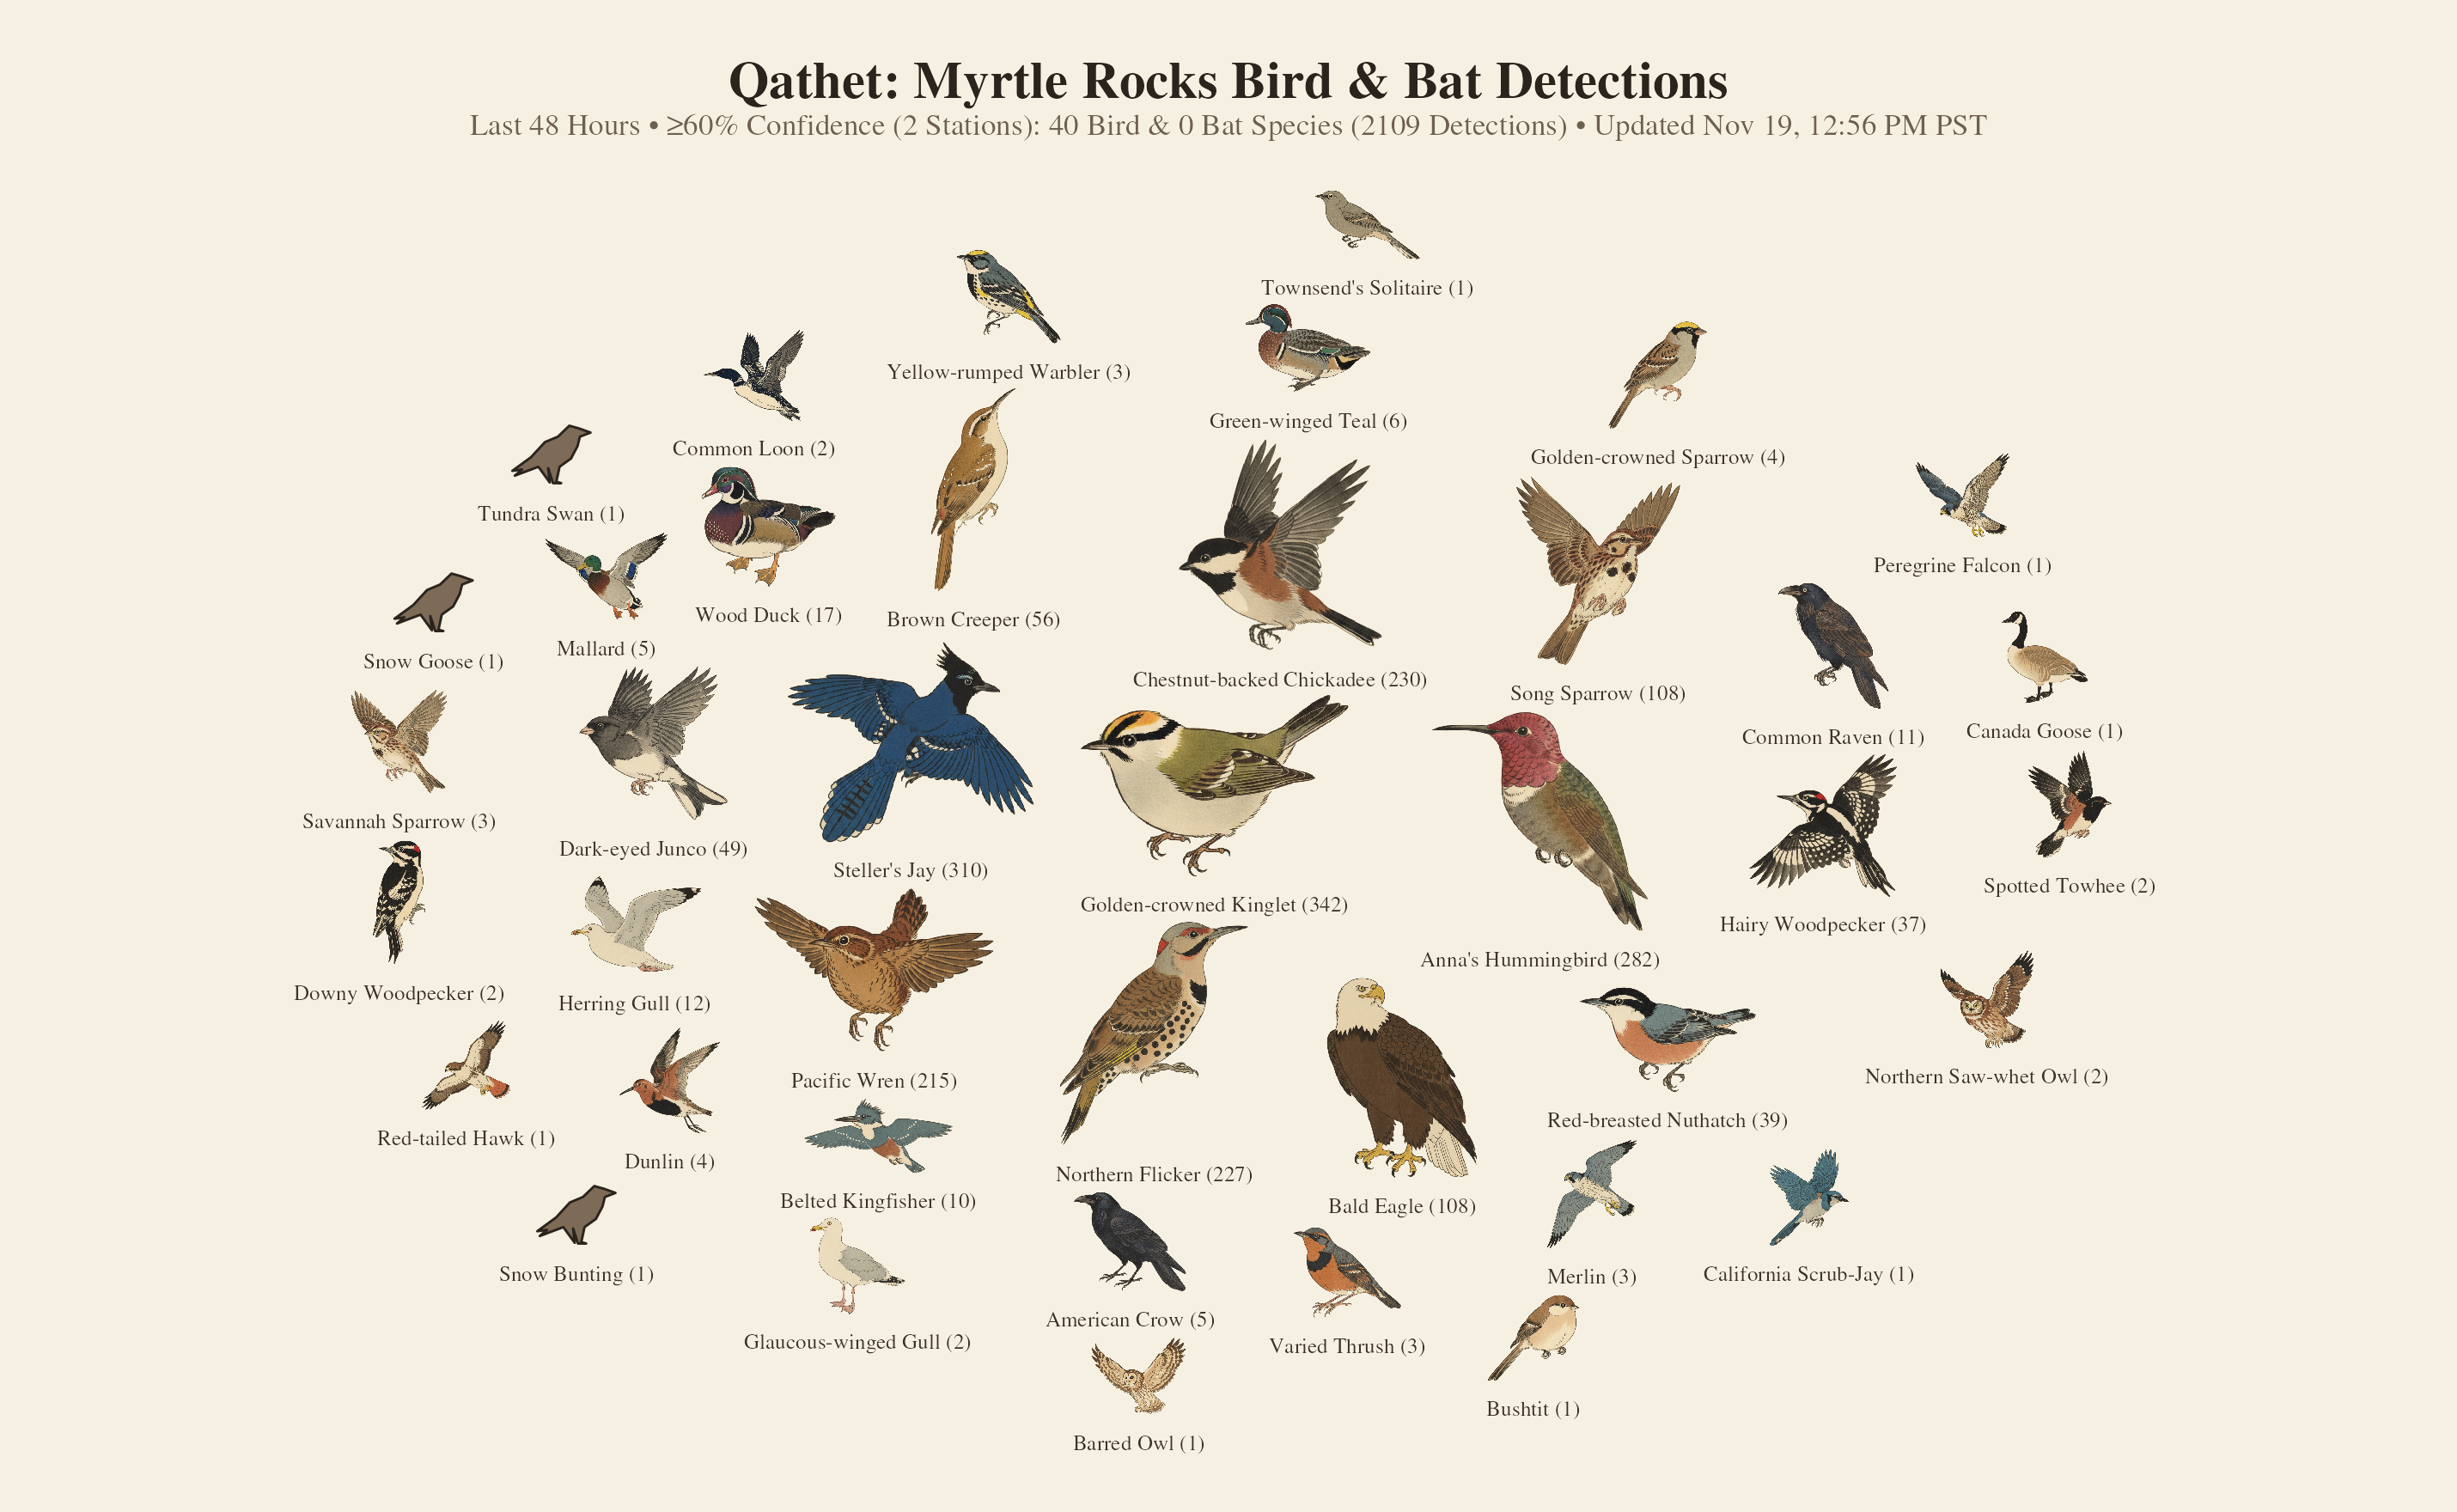 Qathet: Myrtle Rocks Bird & Bat Detections
Last 48 Hours • ≥60% Confidence (2 Stations): 40 Bird & 0 Bat Species (2109 Detections) • Updated Nov 19, 12:56 PM PST
Townsend's Solitaire (1)
Yellow-rumped Warbler (3)
Green-winged Teal (6)
Common Loon (2)
Golden-crowned Sparrow (4)
Tundra Swan (1)
Peregrine Falcon (1)
Wood Duck (17)
Brown Creeper (56)
Mallard (5)
Snow Goose (1)
Chestnut-backed Chickadee (230)
Song Sparrow (108)
Canada Goose (1)
Common Raven (11)
Savannah Sparrow (3)
Dark-eyed Junco (49)
Steller's Jay (310)
Spotted Towhee (2)
Golden-crowned Kinglet (342)
Hairy Woodpecker (37)
Anna's Hummingbird (282)
Downy Woodpecker (2)
Herring Gull (12)
Northern Saw-whet Owl (2)
Pacific Wren (215)
Red-breasted Nuthatch (39)
Red-tailed Hawk (1)
Dunlin (4)
Northern Flicker (227)
Belted Kingfisher (10)
Bald Eagle (108)
Snow Bunting (1)
Merlin (3)
California Scrub-Jay (1)
American Crow (5)
Glaucous-winged Gull (2)
Varied Thrush (3)
Bushtit (1)
Barred Owl (1)